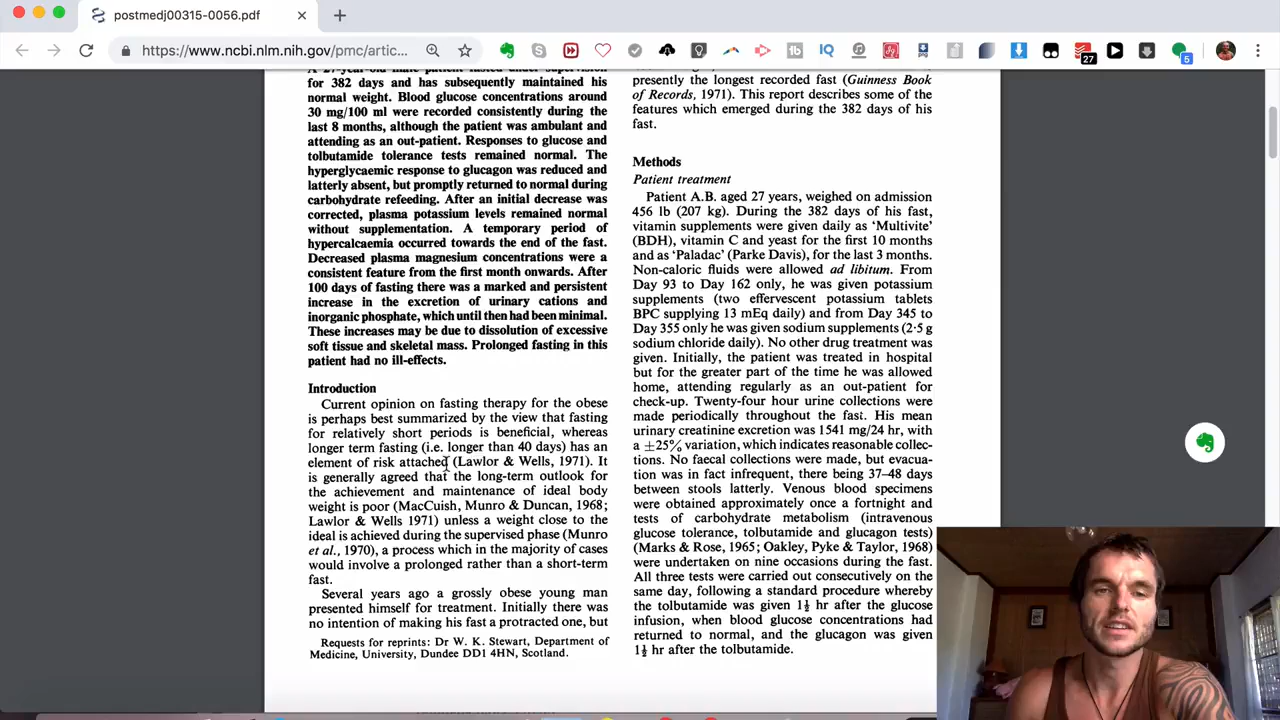 postmedj00315-0056.pdf
https://www.ncbi.nlm.nih.gov/pmc/artic...
27
5
A 27-year-old male patient fasted under supervision
for 382 days and has subsequently maintained his
normal weight. Blood glucose concentrations around
30 mg/100 ml were recorded consistently during the
last 8 months, although the patient was ambulant and
attending as an out-patient. Responses to glucose and
tolbutamide tolerance tests remained normal. The
hyperglycaemic response to glucagon was reduced and
latterly absent, but promptly returned to normal during
carbohydrate refeeding. After an initial decrease was
corrected, plasma potassium levels remained normal
without supplementation. A temporary period of
hypercalcaemia occurred towards the end of the fast.
Decreased plasma magnesium concentrations were a
consistent feature from the first month onwards. After
100 days of fasting there was a marked and persistent
increase in the excretion of urinary cations and
inorganic phosphate, which until then had been minimal.
These increases may be due to dissolution of excessive
soft tissue and skeletal mass. Prolonged fasting in this
patient had no ill-effects.
Introduction
Current opinion on fasting therapy for the obese
is perhaps best summarized by the view that fasting
for relatively short periods is beneficial, whereas
longer term fasting (i.e. longer than 40 days) has an
element of risk attached (Lawlor & Wells, 1971). It
is generally agreed that the long-term outlook for
the achievement and maintenance of ideal body
weight is poor (MacCuish, Munro & Duncan, 1968;
Lawlor & Wells 1971) unless a weight close to the
ideal is achieved during the supervised phase (Munro
et al., 1970), a process which in the majority of cases
would involve a prolonged rather than a short-term
fast.
Several years ago a grossly obese young man
presented himself for treatment. Initially there was
no intention of making his fast a protracted one, but
Requests for reprints: Dr W. K. Stewart, Department of
Medicine, University, Dundee DD1 4HN, Scotland.
presently the longest recorded fast (Guinness Book
of Records, 1971). This report describes some of the
features which emerged during the 382 days of his
fast.
Methods
Patient treatment
Patient A.B. aged 27 years, weighed on admission
456 lb (207 kg). During the 382 days of his fast,
vitamin supplements were given daily as 'Multivite'
(BDH), vitamin C and yeast for the first 10 months
and as 'Paladac' (Parke Davis), for the last 3 months.
Non-caloric fluids were allowed ad libitum. From
Day 93 to Day 162 only, he was given potassium
supplements (two effervescent potassium tablets
BPC supplying 13 mEq daily) and from Day 345 to
Day 355 only he was given sodium supplements (2·5 g
sodium chloride daily). No other drug treatment was
given. Initially, the patient was treated in hospital
but for the greater part of the time he was allowed
home, attending regularly as an out-patient for
check-up. Twenty-four hour urine collections were
made periodically throughout the fast. His mean
urinary creatinine excretion was 1541 mg/24 hr, with
a ±25% variation, which indicates reasonable collec-
tions. No faecal collections were made, but evacua-
tion was in fact infrequent, there being 37–48 days
between stools latterly. Venous blood specimens
were obtained approximately once a fortnight and
tests of carbohydrate metabolism (intravenous
glucose tolerance, tolbutamide and glucagon tests)
(Marks & Rose, 1965; Oakley, Pyke & Taylor, 1968)
were undertaken on nine occasions during the fast.
All three tests were carried out consecutively on the
same day, following a standard procedure whereby
the tolbutamide was given 1½ hr after the glucose
infusion, when blood glucose concentrations had
returned to normal, and the glucagon was given
1½ hr after the tolbutamide.